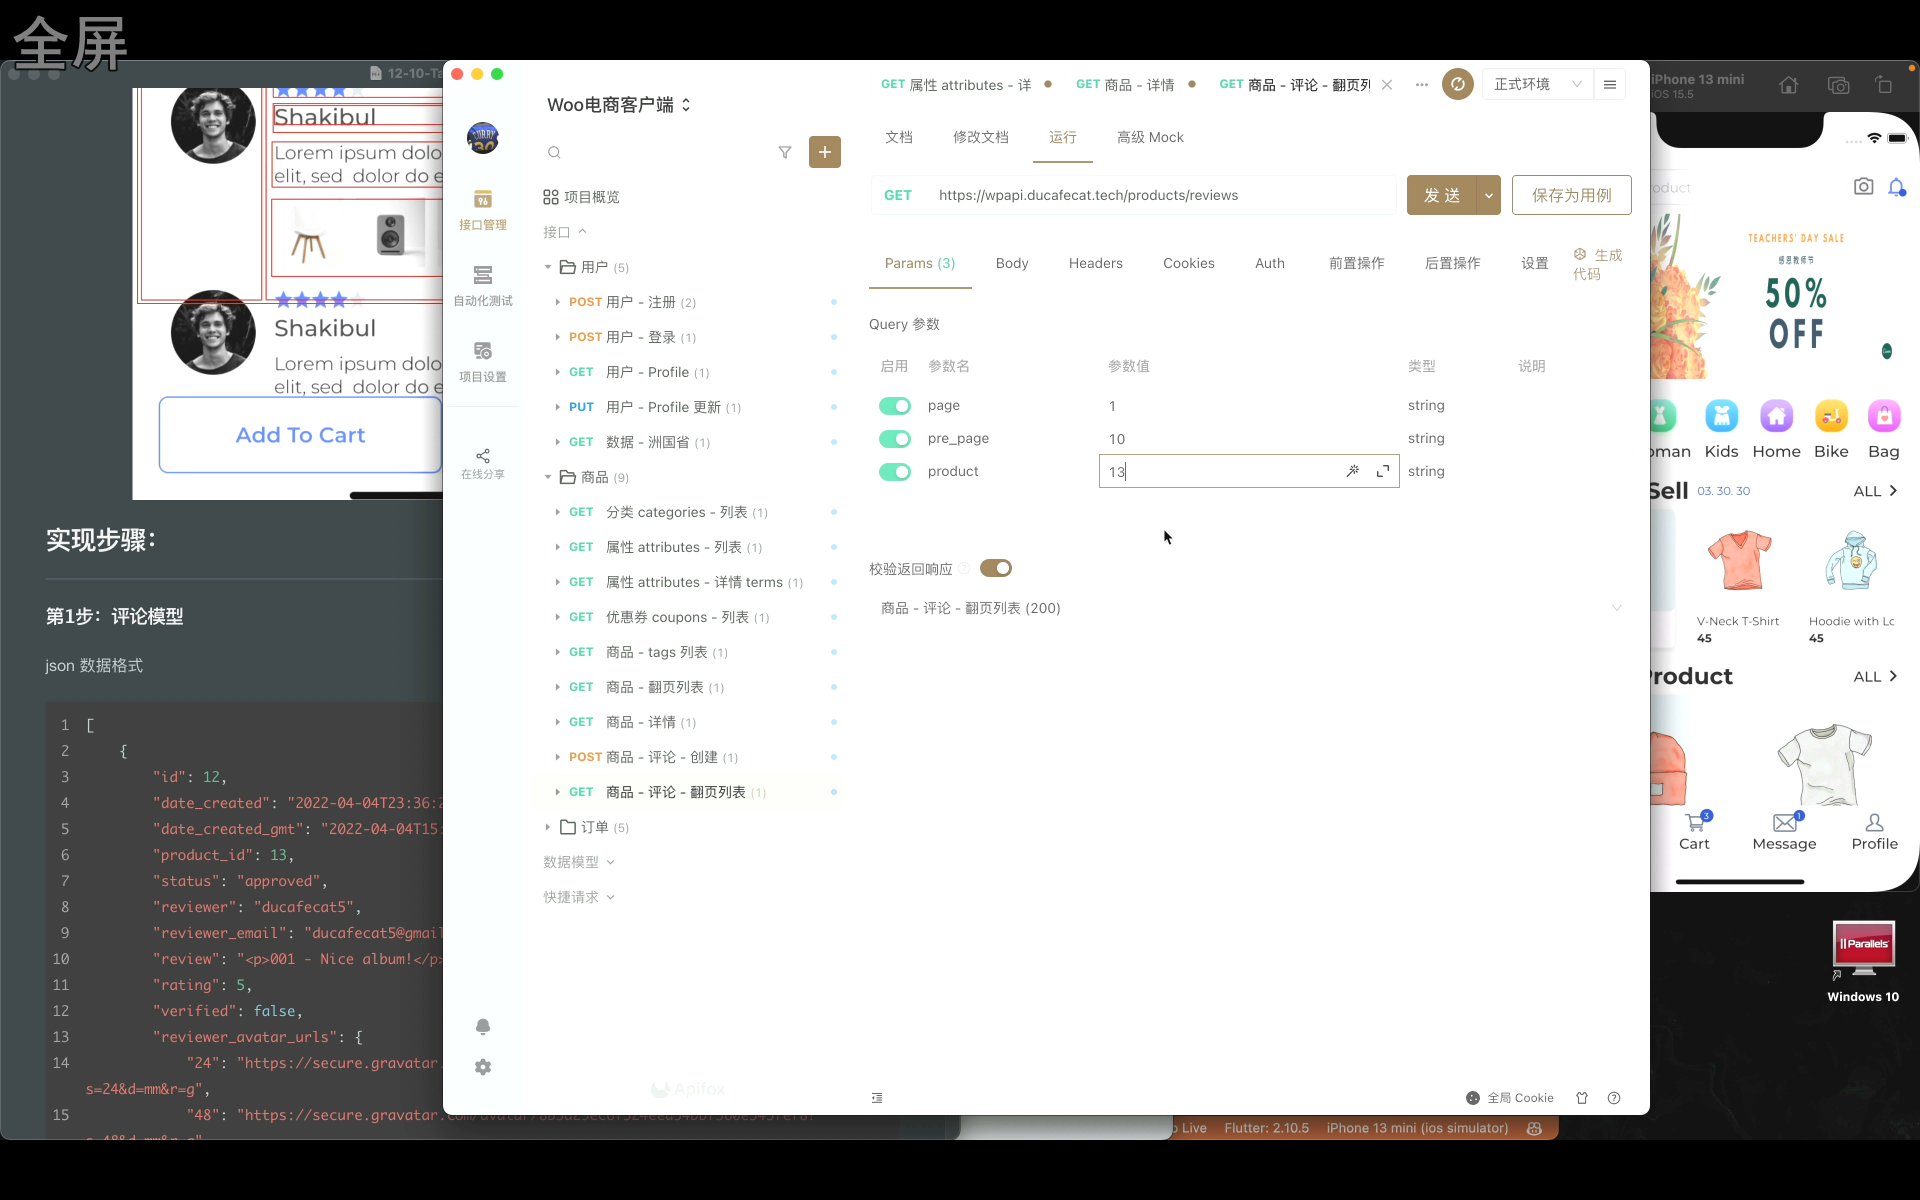 全屏
12-10-Ta
Shakibul
Lorem ipsum dolo
elit, sed dolor do e
Shakibul
Lorem ipsum dolo
elit, sed dolor do e
Add To Cart
实现步骤：
第1步：评论模型
json 数据格式
1 [
2 {
3 "id": 12,
4 "date_created": "2022-04-04T23:36:2
5 "date_created_gmt": "2022-04-04T15:
6 "product_id": 13,
7 "status": "approved",
8 "reviewer": "ducafecat5",
9 "reviewer_email": "ducafecat5@gmail
10 "review": "<p>001 - Nice album!</p>
11 "rating": 5,
12 "verified": false,
13 "reviewer_avatar_urls": {
14 "24": "https://secure.gravatar.
s=24&d=mm&r=g",
15 "48": "https://secure.gravatar.
接口管理
自动化测试
项目设置
在线分享
Woo电商客户端
项目概览
接口
用户 (5)
POST 用户 - 注册 (2)
POST 用户 - 登录 (1)
GET 用户 - Profile (1)
PUT 用户 - Profile 更新 (1)
GET 数据 - 洲国省 (1)
商品 (9)
GET 分类 categories - 列表 (1)
GET 属性 attributes - 列表 (1)
GET 属性 attributes - 详情 terms (1)
GET 优惠券 coupons - 列表 (1)
GET 商品 - tags 列表 (1)
GET 商品 - 翻页列表 (1)
GET 商品 - 详情 (1)
POST 商品 - 评论 - 创建 (1)
GET 商品 - 评论 - 翻页列表 (1)
订单 (5)
数据模型
快捷请求
Apifox
GET 属性 attributes - 详
GET 商品 - 详情
GET 商品 - 评论 - 翻页列
正式环境
文档 修改文档 运行 高级 Mock
GET https://wpapi.ducafecat.tech/products/reviews
发 送
保存为用例
Params (3) Body Headers Cookies Auth 前置操作 后置操作 设置 生成
代码
Query 参数
启用 参数名 参数值 类型 说明
page 1 string
pre_page 10 string
product 13 string
校验返回响应
商品 - 评论 - 翻页列表 (200)
全局 Cookie
Live Flutter: 2.10.5 iPhone 13 mini (ios simulator)
iPhone 13 mini
iOS 15.5
oduct
TEACHERS' DAY SALE
感恩教师节
50%
OFF
oman Kids Home Bike Bag
Sell 03. 30. 30 ALL
V-Neck T-Shirt
45
Hoodie with Lo
45
Product ALL
3
1
Cart Message Profile
Parallels
Windows 10